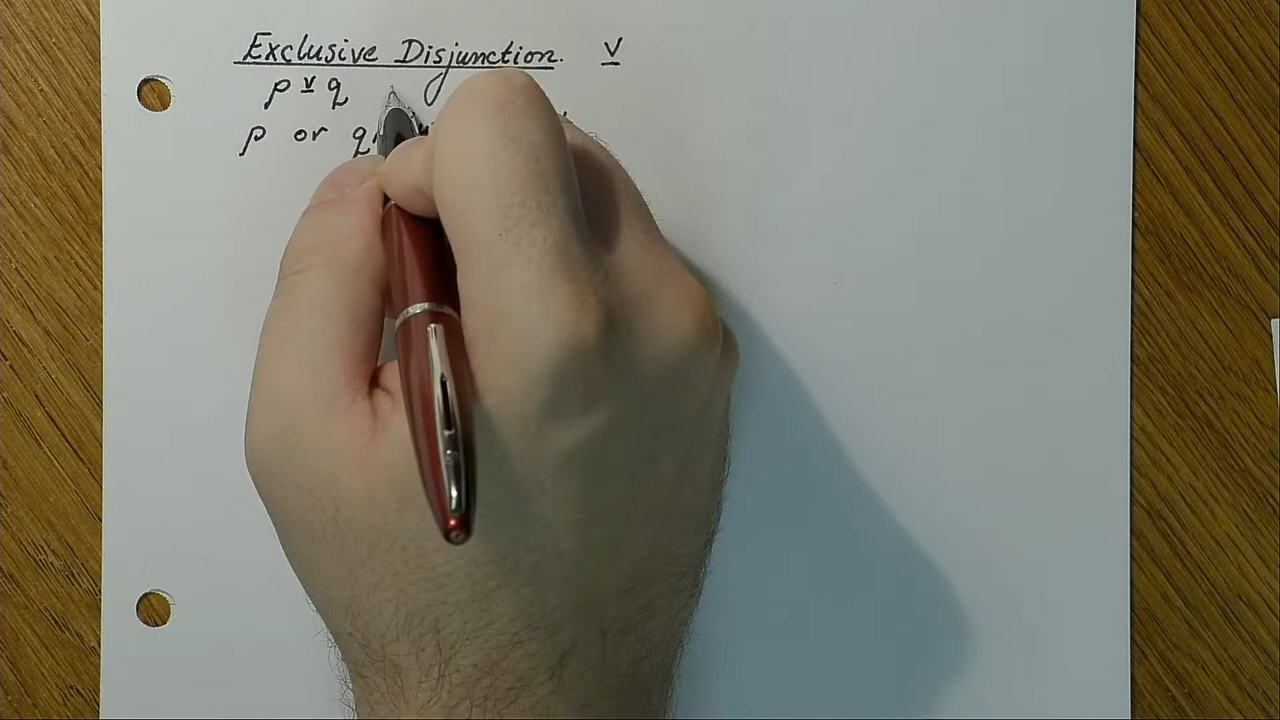 Exclusive Disjunction. v̲
p v̲ q
p or q